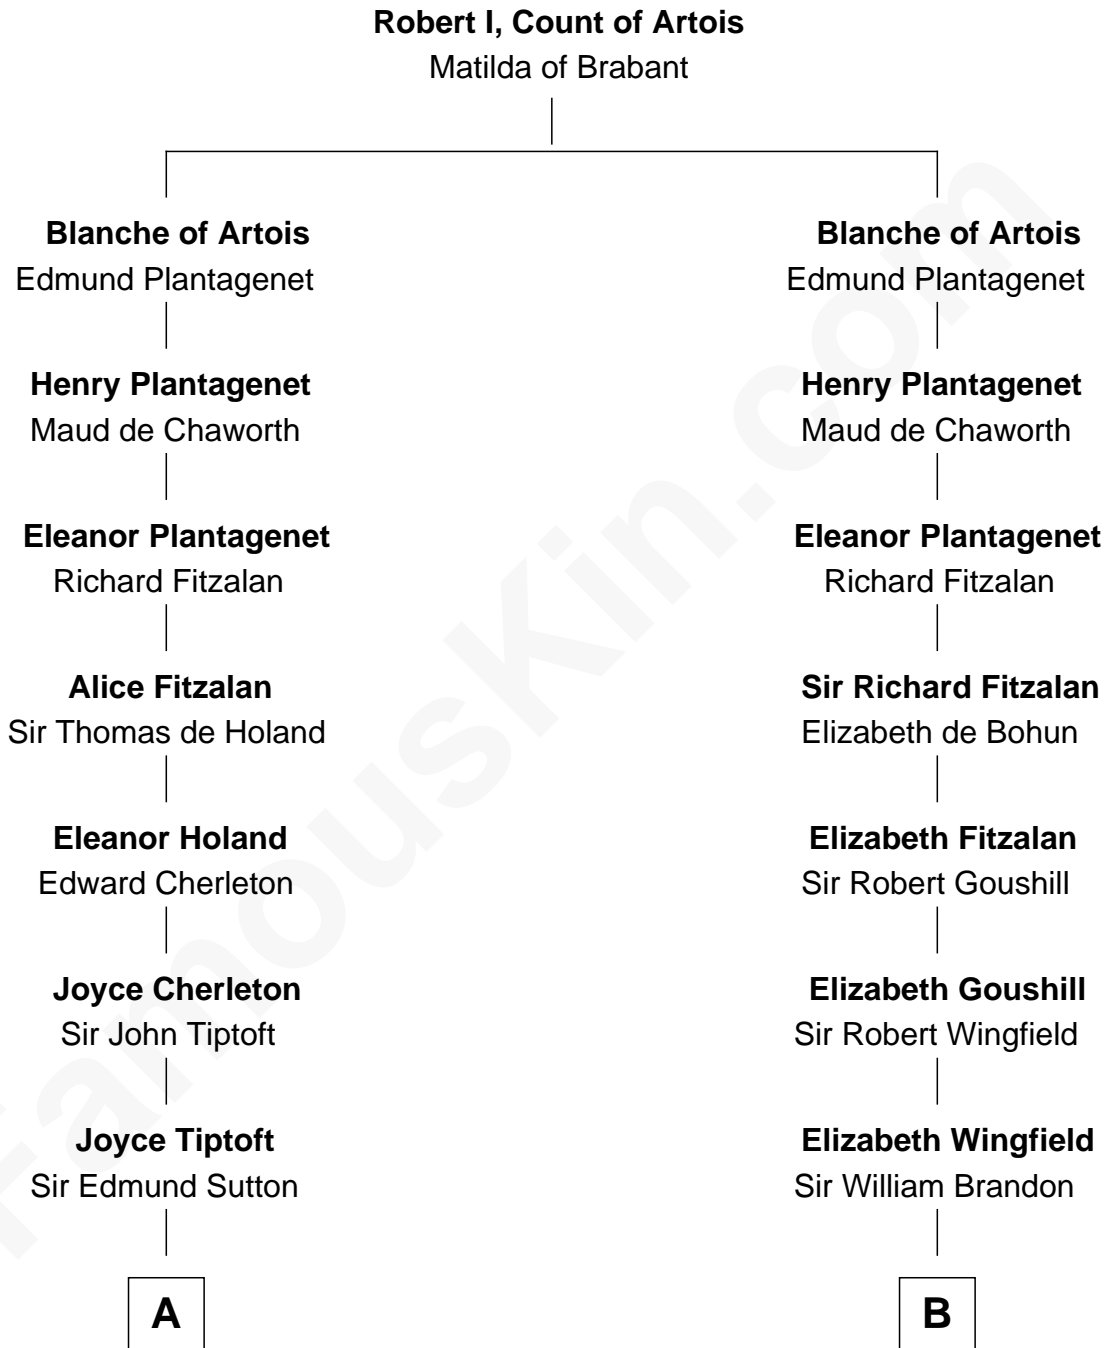 Robert I, Count of Artois
Matilda of Brabant
Blanche of Artois
Edmund Plantagenet
Henry Plantagenet
Maud de Chaworth
Eleanor Plantagenet
Richard Fitzalan
Alice Fitzalan
Sir Thomas de Holand
Eleanor Holand
Edward Cherleton
Joyce Cherleton
Sir John Tiptoft
Joyce Tiptoft
Sir Edmund Sutton
A
Blanche of Artois
Edmund Plantagenet
Henry Plantagenet
Maud de Chaworth
Eleanor Plantagenet
Richard Fitzalan
Sir Richard Fitzalan
Elizabeth de Bohun
Elizabeth Fitzalan
Sir Robert Goushill
Elizabeth Goushill
Sir Robert Wingfield
Elizabeth Wingfield
Sir William Brandon
B
FamousKin.com